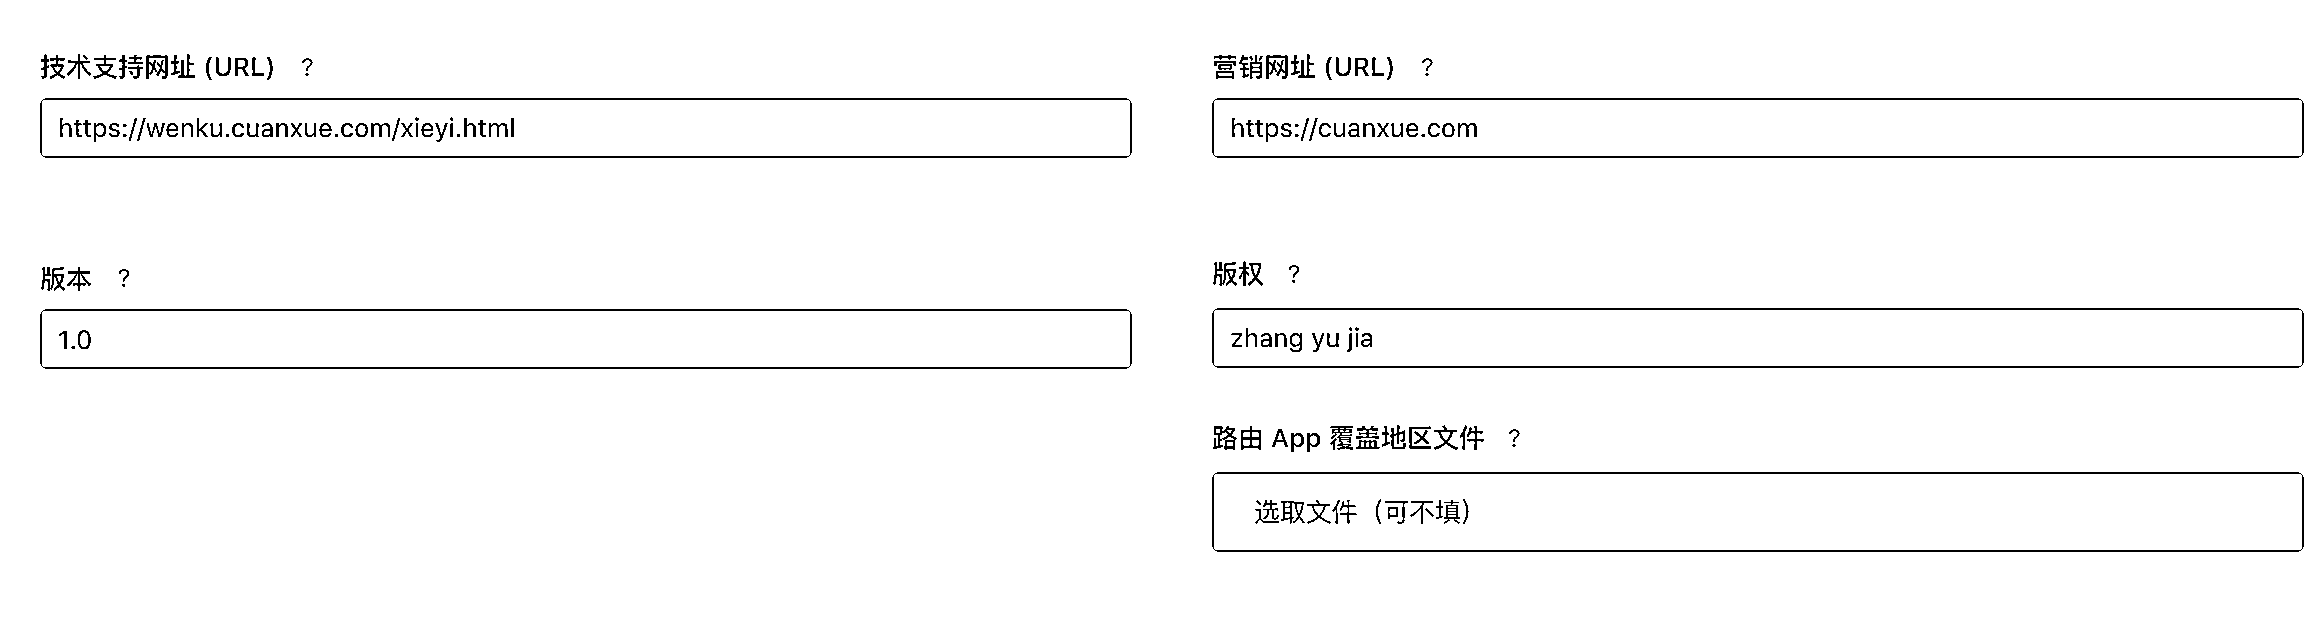 技术支持网址 (URL) ?
https://wenku.cuanxue.com/xieyi.html
营销网址 (URL) ?
https://cuanxue.com
版本 ?
1.0
版权 ?
zhang yu jia
路由 App 覆盖地区文件 ?
选取文件（可不填）